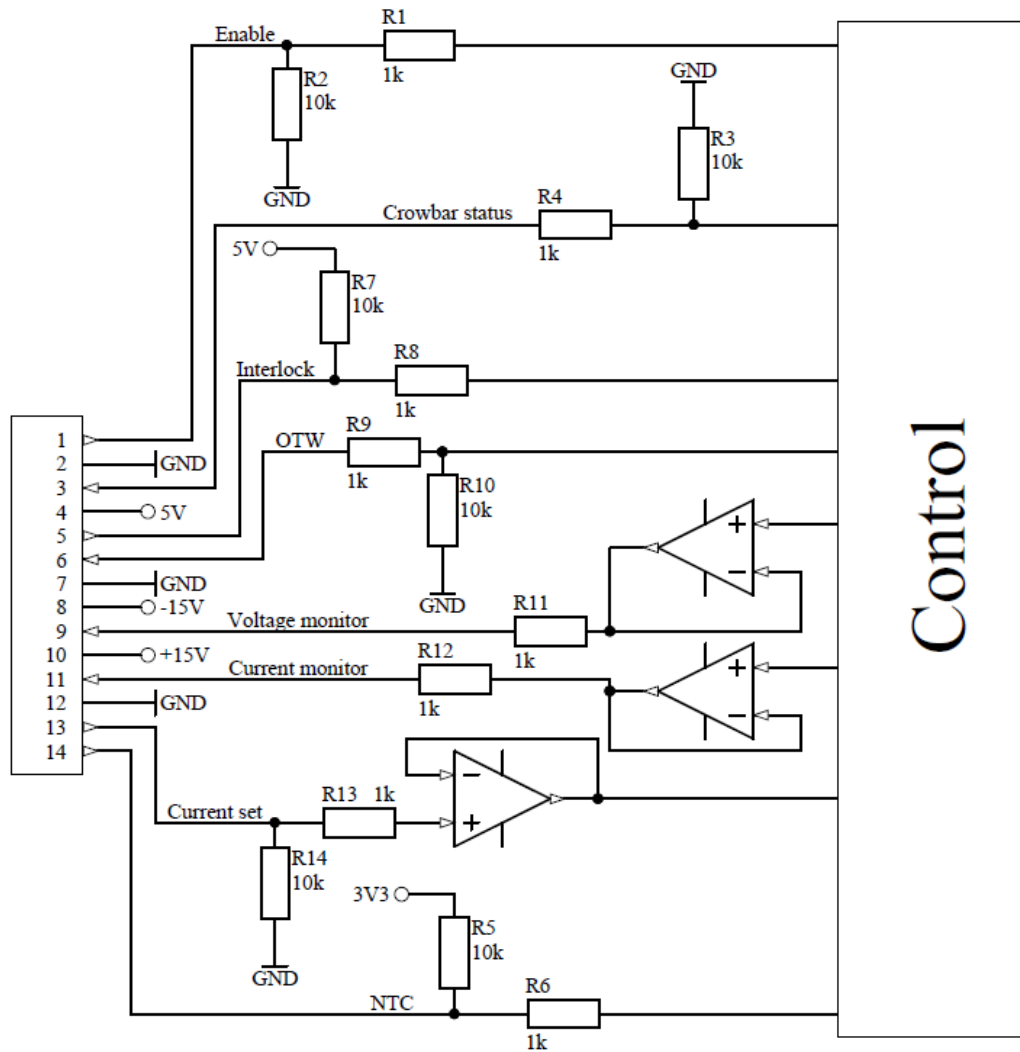 R1
Enable
1k
R2
10k
GND
GND
R3
10k
R4
Crowbar status
1k
5V
R7
10k
R8
Interlock
1k
R9
OTW
1k
R10
10k
GND
+
−
R11
Voltage monitor
1k
R12
Current monitor
1k
+
−
1
2 GND
3
4 5V
5
6
7 GND
8 -15V
9
10 +15V
11
12 GND
13
14
R13 1k
−
+
Current set
R14
10k
GND
3V3
R5
10k
R6
NTC
1k
Control